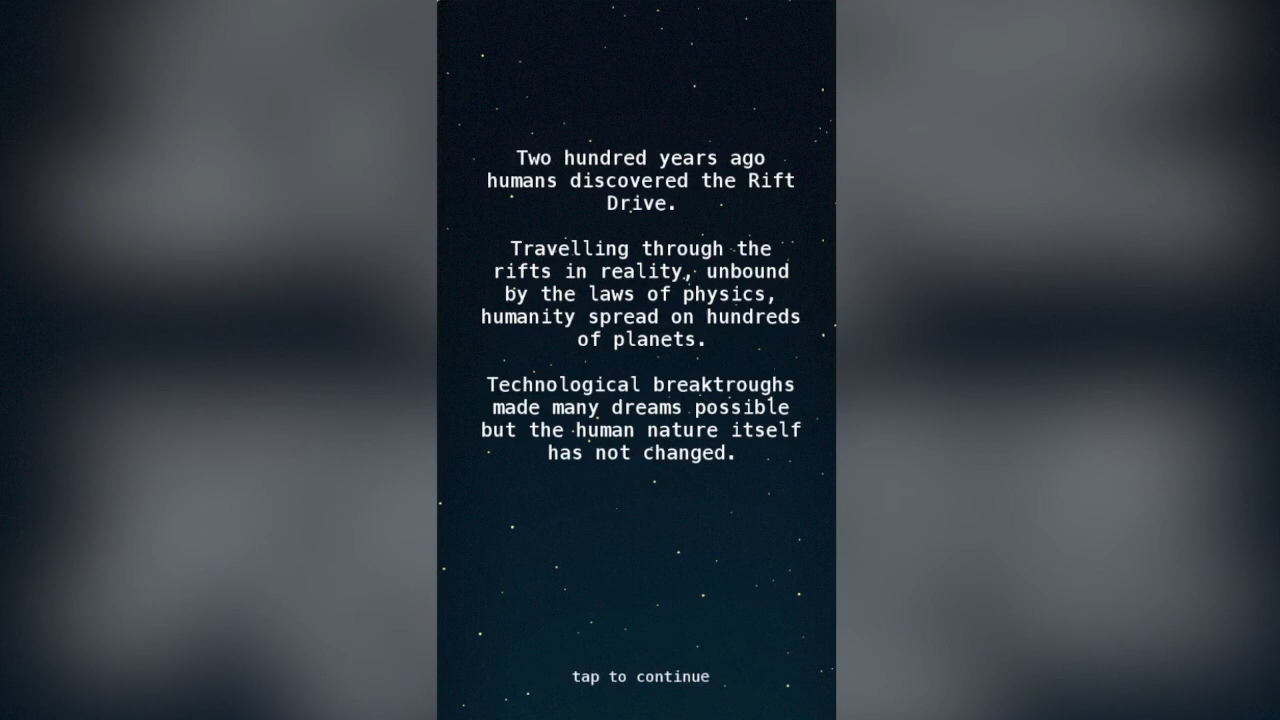 Two hundred years ago
humans discovered the Rift
Drive.
Travelling through the
rifts in reality, unbound
by the laws of physics,
humanity spread on hundreds
of planets.
Technological breaktroughs
made many dreams possible
but the human nature itself
has not changed.
tap to continue